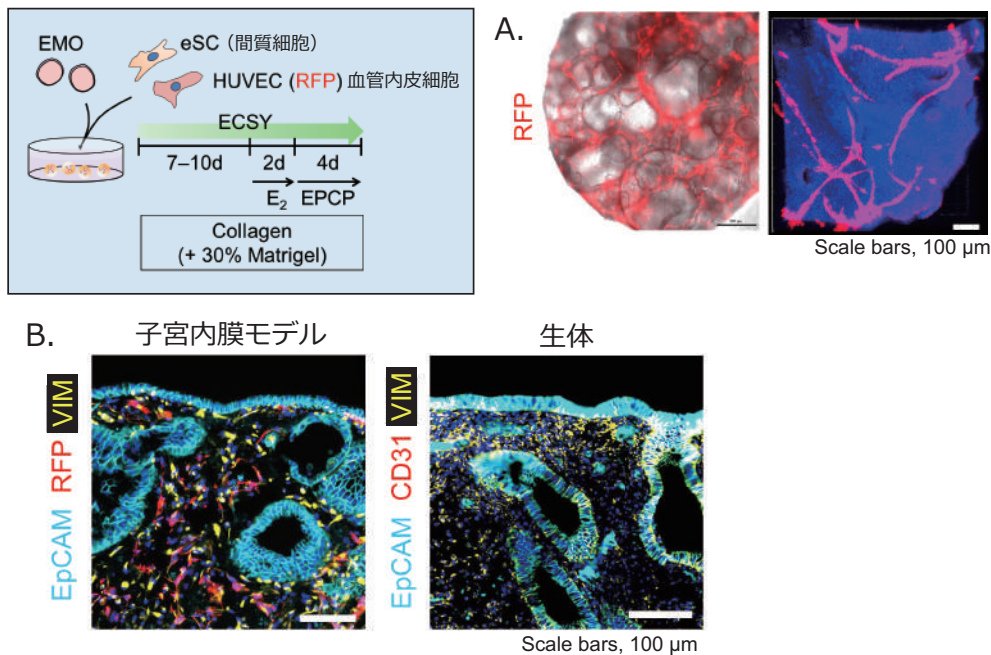 EMO
eSC（間質細胞）
HUVEC (RFP) 血管内皮細胞
ECSY
7–10d
2d
4d
E₂
EPCP
Collagen
(+ 30% Matrigel)
A.
RFP
Scale bars, 100 μm
B.
子宮内膜モデル
生体
EpCAM RFP VIM
EpCAM CD31 VIM
Scale bars, 100 μm